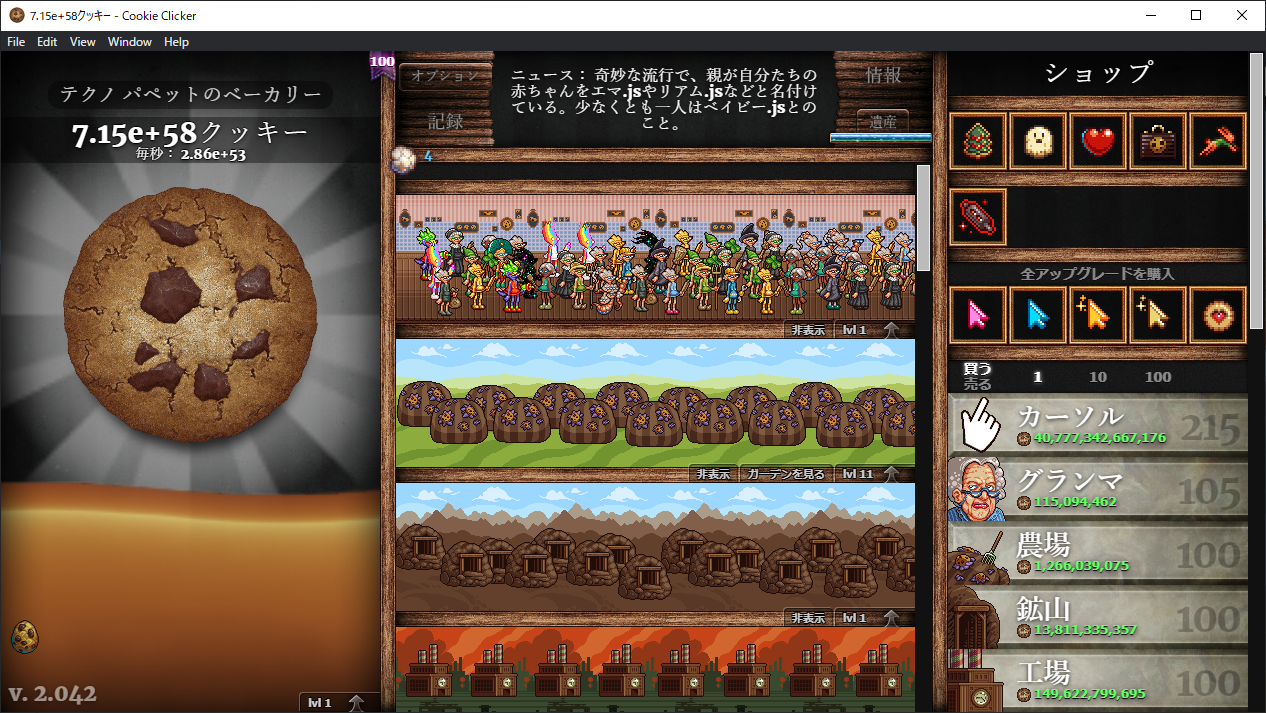 7.15e+58クッキー - Cookie Clicker
File Edit View Window Help
テクノ パペットのベーカリー
7.15e+58クッキー
毎秒: 2.86e+53
v. 2.042
lvl 1
100
オプション
記録
ニュース： 奇妙な流行で、親が自分たちの
赤ちゃんをエマ.jsやリアム.jsなどと名付け
ている。少なくとも一人はベイビー.jsとの
こと。
情報
遺産
4
非表示 lvl 1
非表示 ガーデンを見る lvl 11
非表示 lvl 1
ショップ
全アップグレードを購入
買う
売る
1 10 100
カーソル
40,777,342,667,176
215
グランマ
115,094,462
105
農場
1,266,039,075
100
鉱山
13,811,335,357
100
工場
149,622,799,695
100